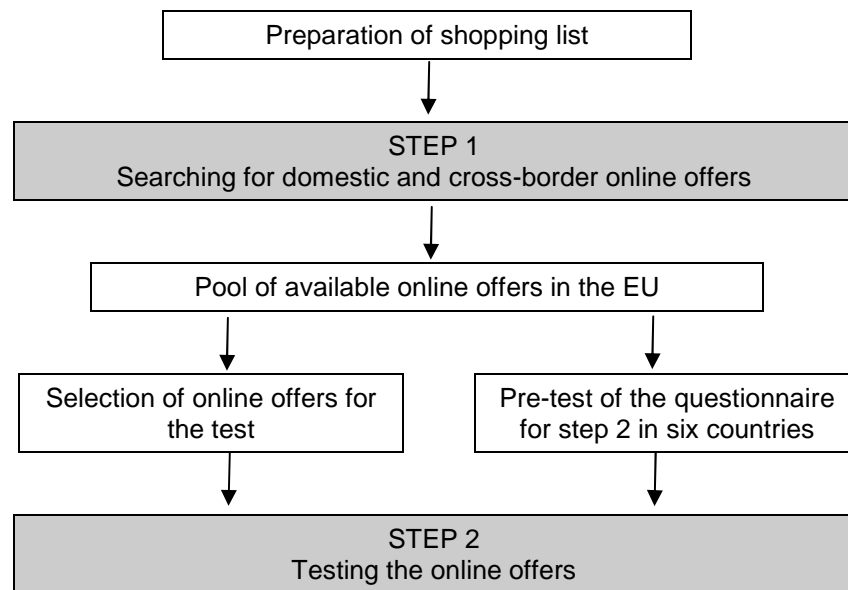 Preparation of shopping list
STEP 1
Searching for domestic and cross-border online offers
Pool of available online offers in the EU
Selection of online offers for
the test
Pre-test of the questionnaire
for step 2 in six countries
STEP 2
Testing the online offers